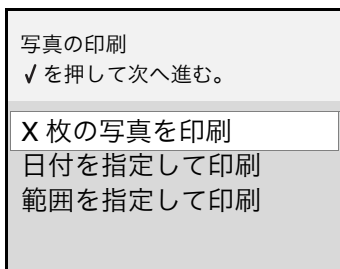 写真の印刷
√を押して次へ進む。
X 枚の写真を印刷
日付を指定して印刷
範囲を指定して印刷